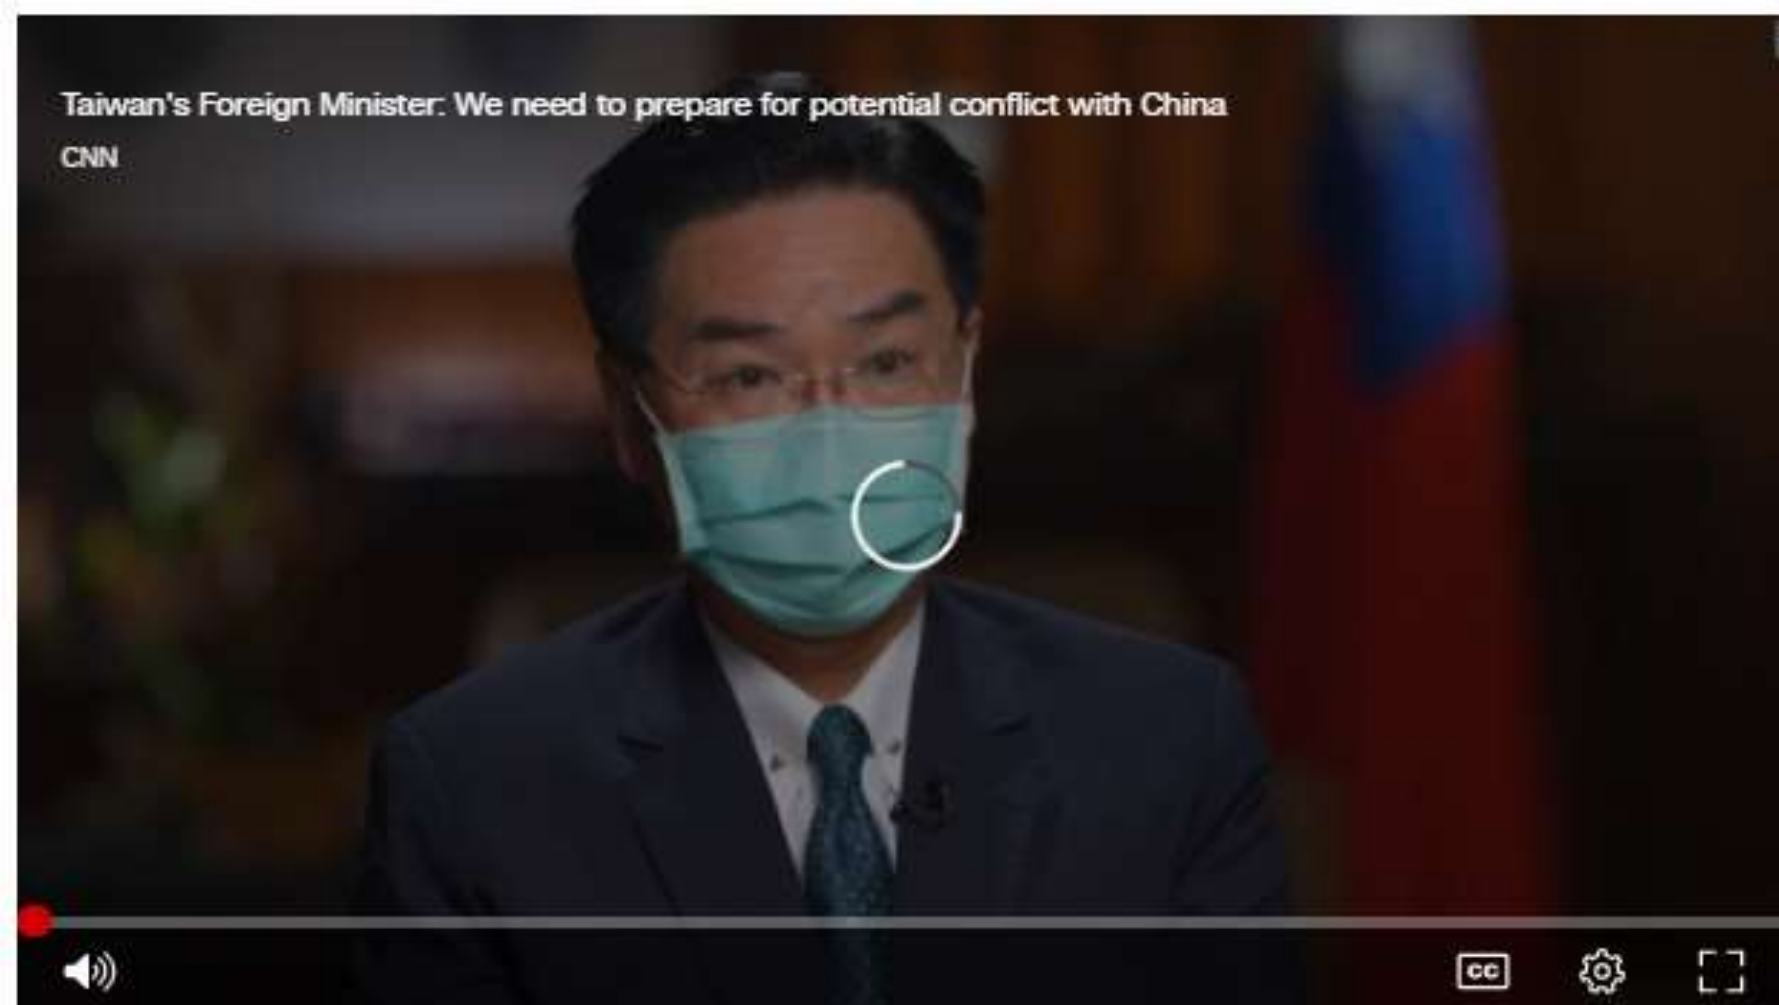 Taiwan's Foreign Minister: We need to prepare for potential conflict with China
CNN
CC